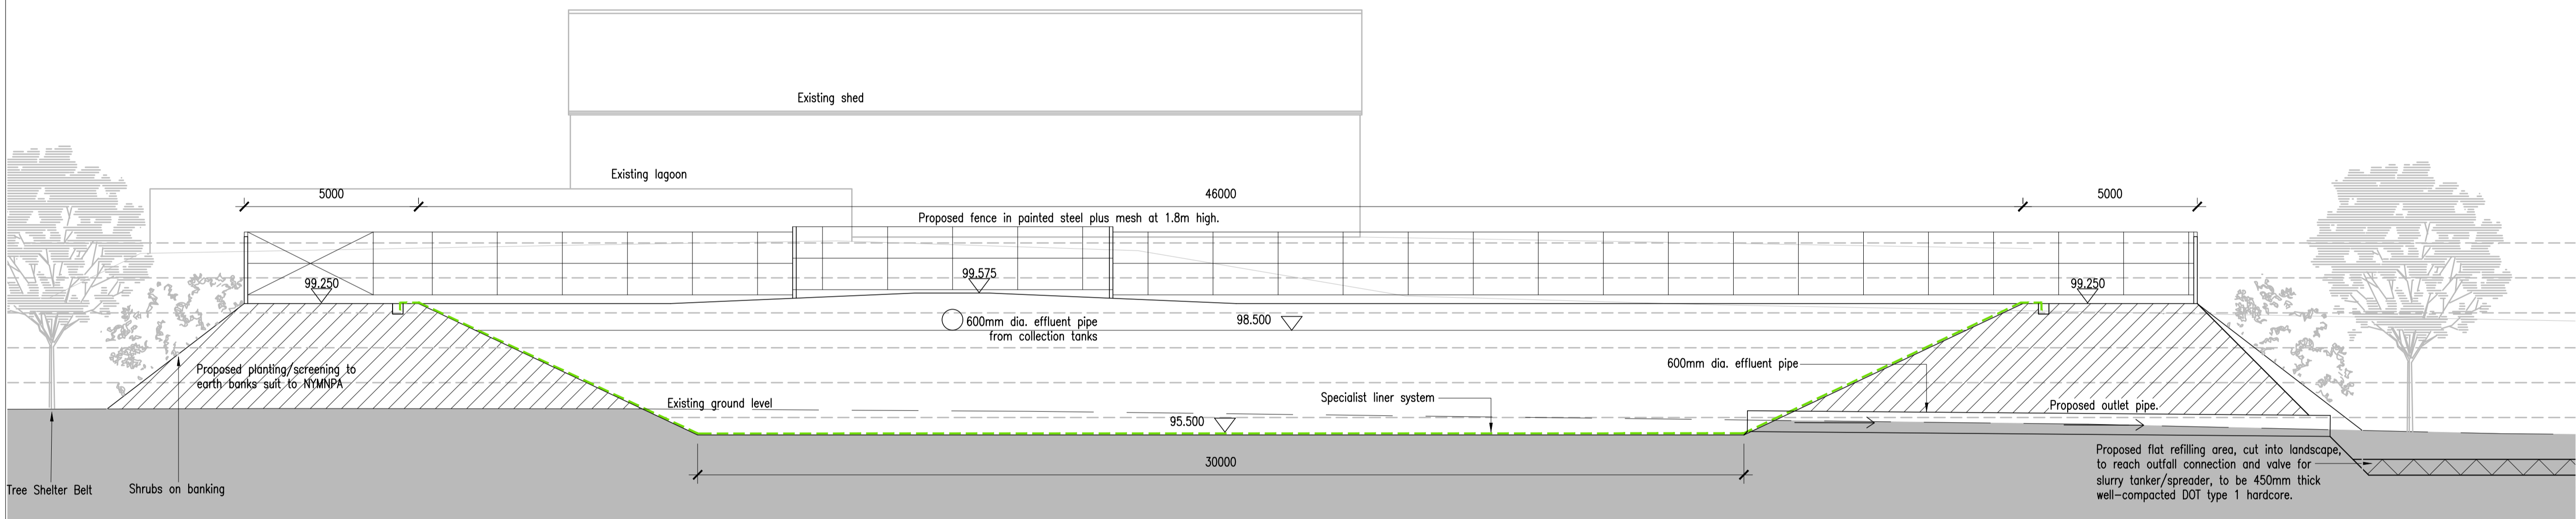 Existing shed
Existing lagoon
5000
46000
5000
Proposed fence in painted steel plus mesh at 1.8m high.
99.250
99.575
99.250
600mm dia. effluent pipe
from collection tanks
98.500
Proposed planting/screening to
earth banks suit to NYMNPA
600mm dia. effluent pipe
Existing ground level
Specialist liner system
Proposed outlet pipe.
95.500
30000
Proposed flat refilling area, cut into landscape,
to reach outfall connection and valve for
slurry tanker/spreader, to be 450mm thick
well-compacted DOT type 1 hardcore.
Tree Shelter Belt
Shrubs on banking